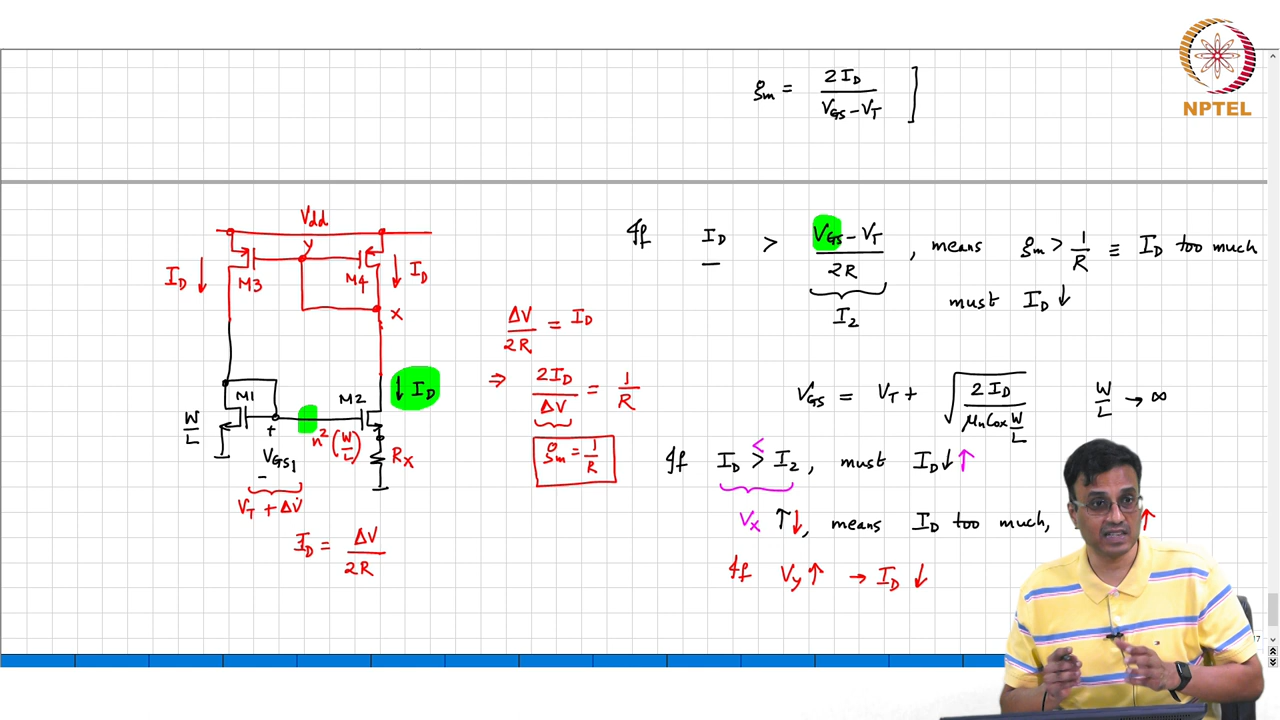 NPTEL
gm = 2ID / VGS − VT ]
Vdd
Y
ID ↓ M3 M4 ↓ ID
X
↓ ID
M1 M2
W/L
+
n² (W/L)
VGS1
−
RX
VT + ΔV
ID = ΔV / 2R
ΔV / 2R = ID
⇒ 2ID / ΔV = 1 / R
gm = 1/R
If ID > VGS − VT / 2R , means gm > 1/R ≡ ID too much
I2
must ID ↓
VGS = VT + √(2ID / μnCox W/L) W/L → ∞
If ID > < I2 , must ID ↓ ↑
VX ↑ ↓ , means ID too much, ↑
If Vy ↑ → ID ↓